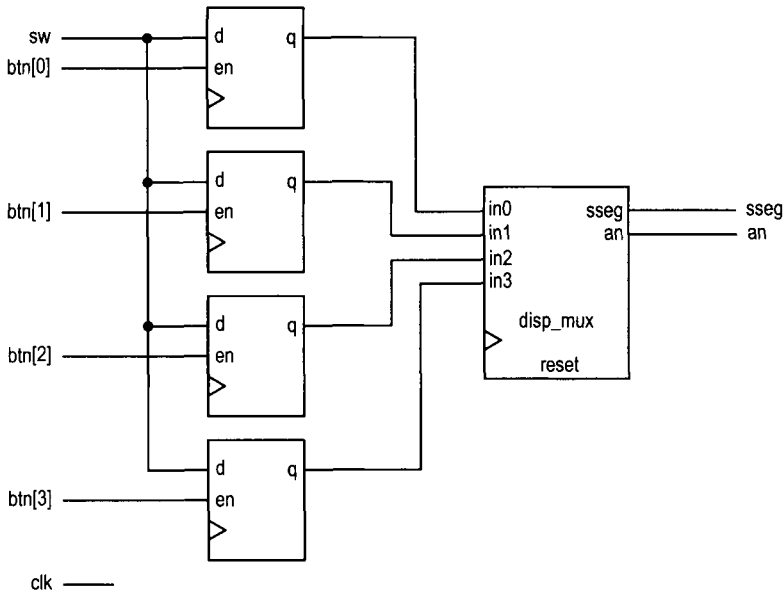 sw
d
q
btn[0]
en
d
q
btn[1]
en
in0
sseg
sseg
in1
an
an
in2
in3
d
q
disp_mux
btn[2]
en
reset
d
q
btn[3]
en
clk